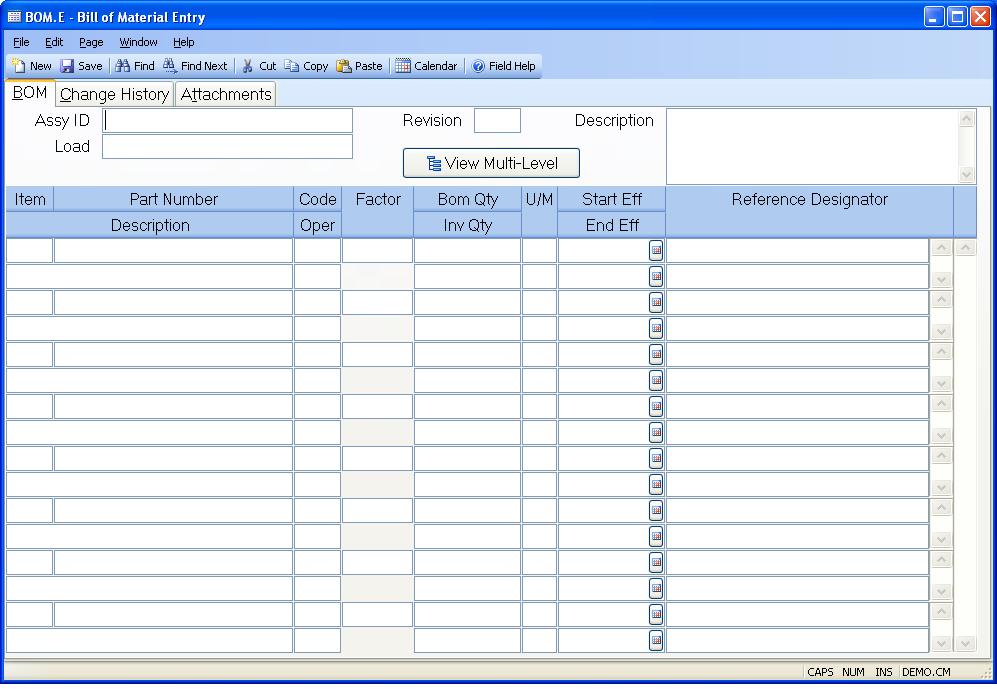 BOM.E - Bill of Material Entry
File Edit Page Window Help
New Save Find Find Next Cut Copy Paste Calendar Field Help
BOM Change History Attachments
Assy ID Revision Description
Load
View Multi-Level
Item Part Number Code Factor Bom Qty U/M Start Eff Reference Designator
Description Oper Inv Qty End Eff
CAPS NUM INS DEMO.CM